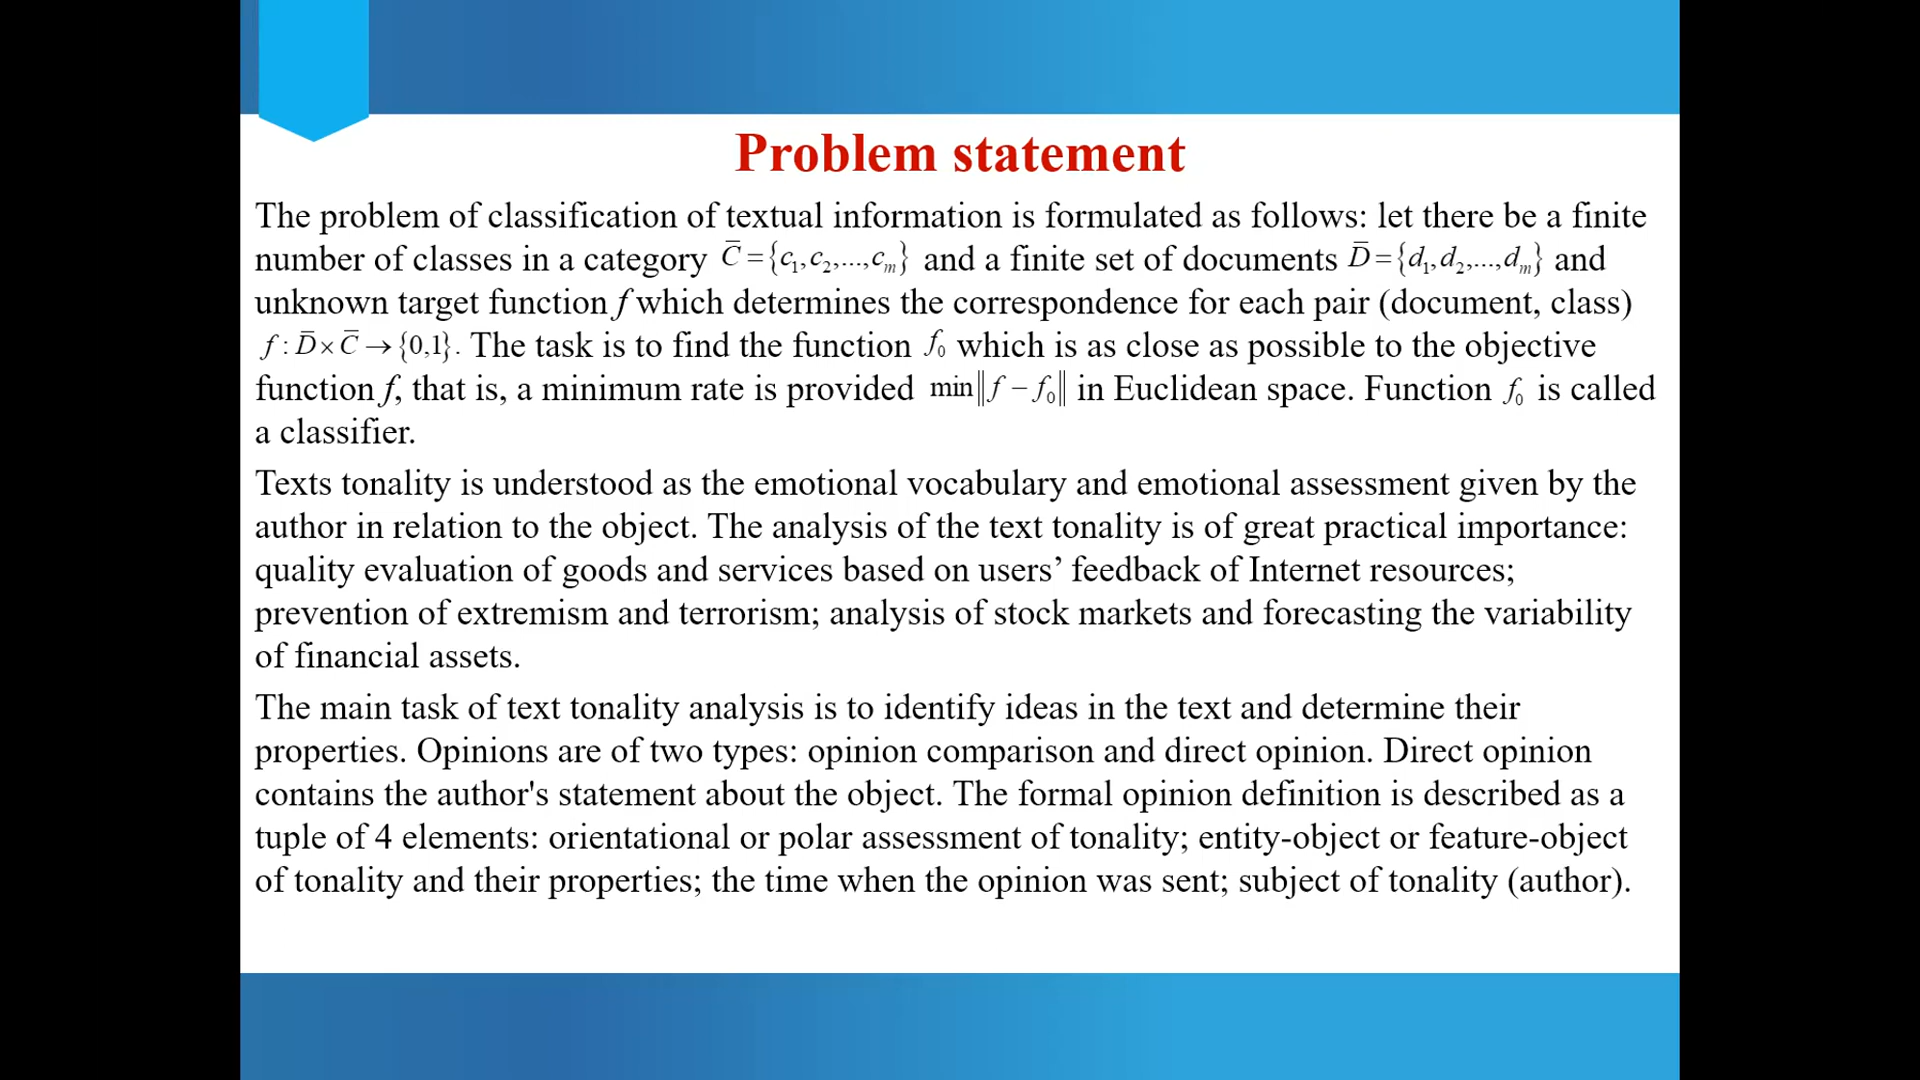 Problem statement
The problem of classification of textual information is formulated as follows: let there be a finite
number of classes in a category C̅ = {c₁, c₂,..., cₘ} and a finite set of documents D̅ = {d₁, d₂,..., dₘ} and
unknown target function f which determines the correspondence for each pair (document, class)
f : D̅ × C̅ → {0,1}. The task is to find the function f₀ which is as close as possible to the objective
function f, that is, a minimum rate is provided min‖f − f₀‖ in Euclidean space. Function f₀ is called
a classifier.
Texts tonality is understood as the emotional vocabulary and emotional assessment given by the
author in relation to the object. The analysis of the text tonality is of great practical importance:
quality evaluation of goods and services based on users’ feedback of Internet resources;
prevention of extremism and terrorism; analysis of stock markets and forecasting the variability
of financial assets.
The main task of text tonality analysis is to identify ideas in the text and determine their
properties. Opinions are of two types: opinion comparison and direct opinion. Direct opinion
contains the author's statement about the object. The formal opinion definition is described as a
tuple of 4 elements: orientational or polar assessment of tonality; entity-object or feature-object
of tonality and their properties; the time when the opinion was sent; subject of tonality (author).